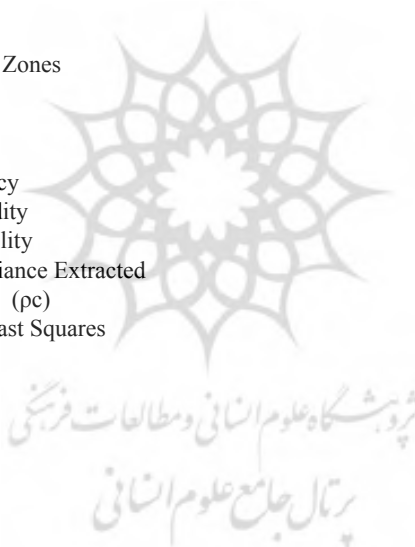 Zones
cy
lity
lity
iance Extracted
(ρc)
ast Squares
پژوهشگاه علوم انسانی و مطالعات فرهنگی
پرتال جامع علوم انسانی